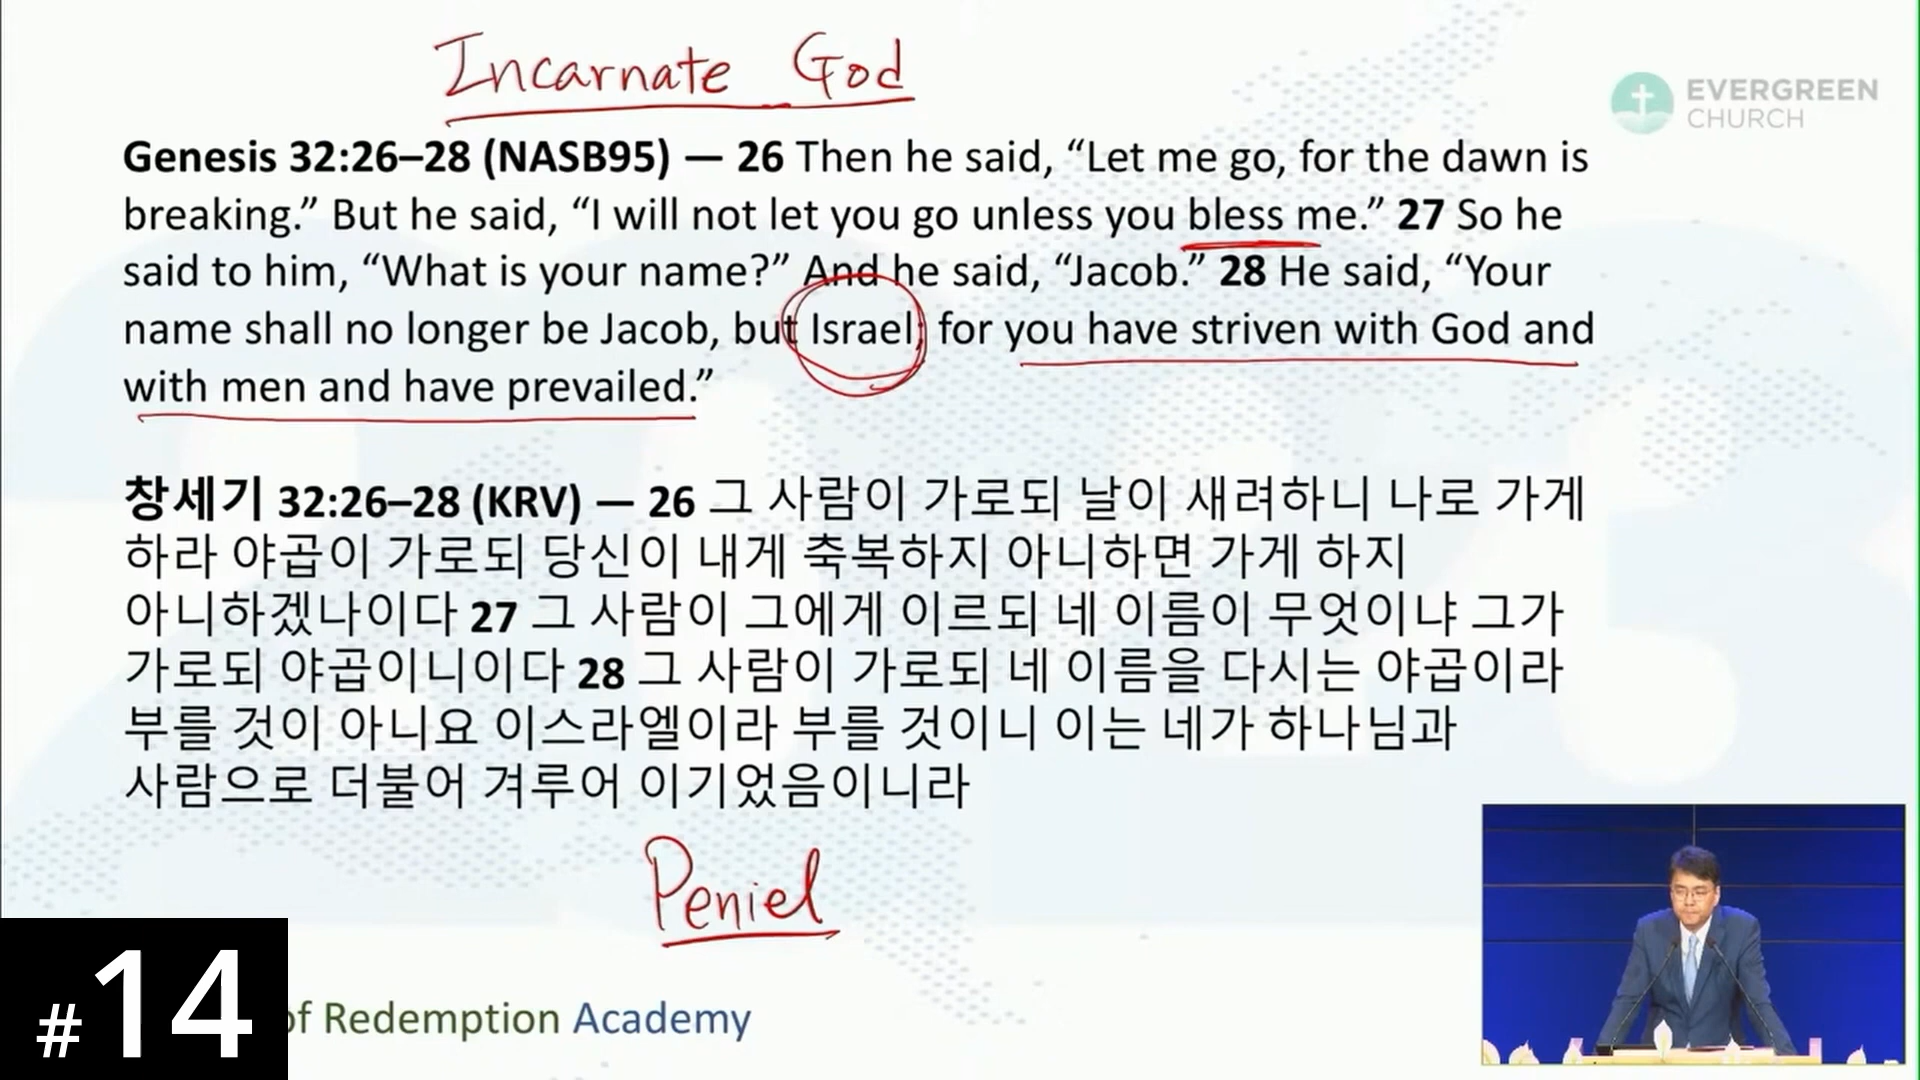 Incarnate God
EVERGREEN
CHURCH
Genesis 32:26–28 (NASB95) — 26 Then he said, “Let me go, for the dawn is
breaking.” But he said, “I will not let you go unless you bless me.” 27 So he
said to him, “What is your name?” And he said, “Jacob.” 28 He said, “Your
name shall no longer be Jacob, but Israel; for you have striven with God and
with men and have prevailed.”
창세기 32:26–28 (KRV) — 26 그 사람이 가로되 날이 새려하니 나로 가게
하라 야곱이 가로되 당신이 내게 축복하지 아니하면 가게 하지
아니하겠나이다 27 그 사람이 그에게 이르되 네 이름이 무엇이냐 그가
가로되 야곱이니이다 28 그 사람이 가로되 네 이름을 다시는 야곱이라
부를 것이 아니요 이스라엘이라 부를 것이니 이는 네가 하나님과
사람으로 더불어 겨루어 이기었음이니라
Peniel
#14
of Redemption Academy